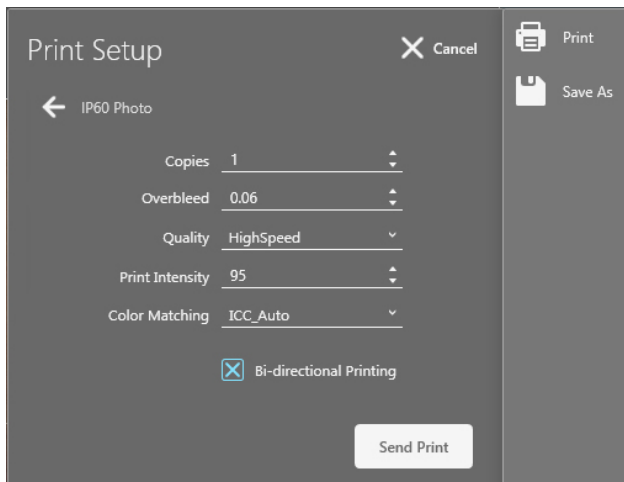 Print Setup
Cancel
IP60 Photo
Copies 1
Overbleed 0.06
Quality HighSpeed
Print Intensity 95
Color Matching ICC_Auto
Bi-directional Printing
Send Print
Print
Save As